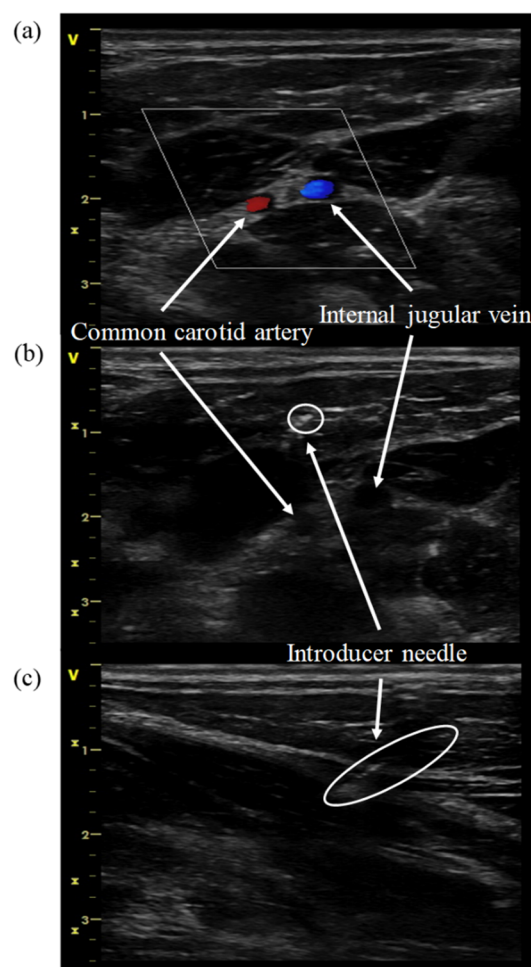 (a)
V
1
2
3
Common carotid artery
Internal jugular vein
(b)
V
1
2
3
Introducer needle
(c)
V
1
2
3